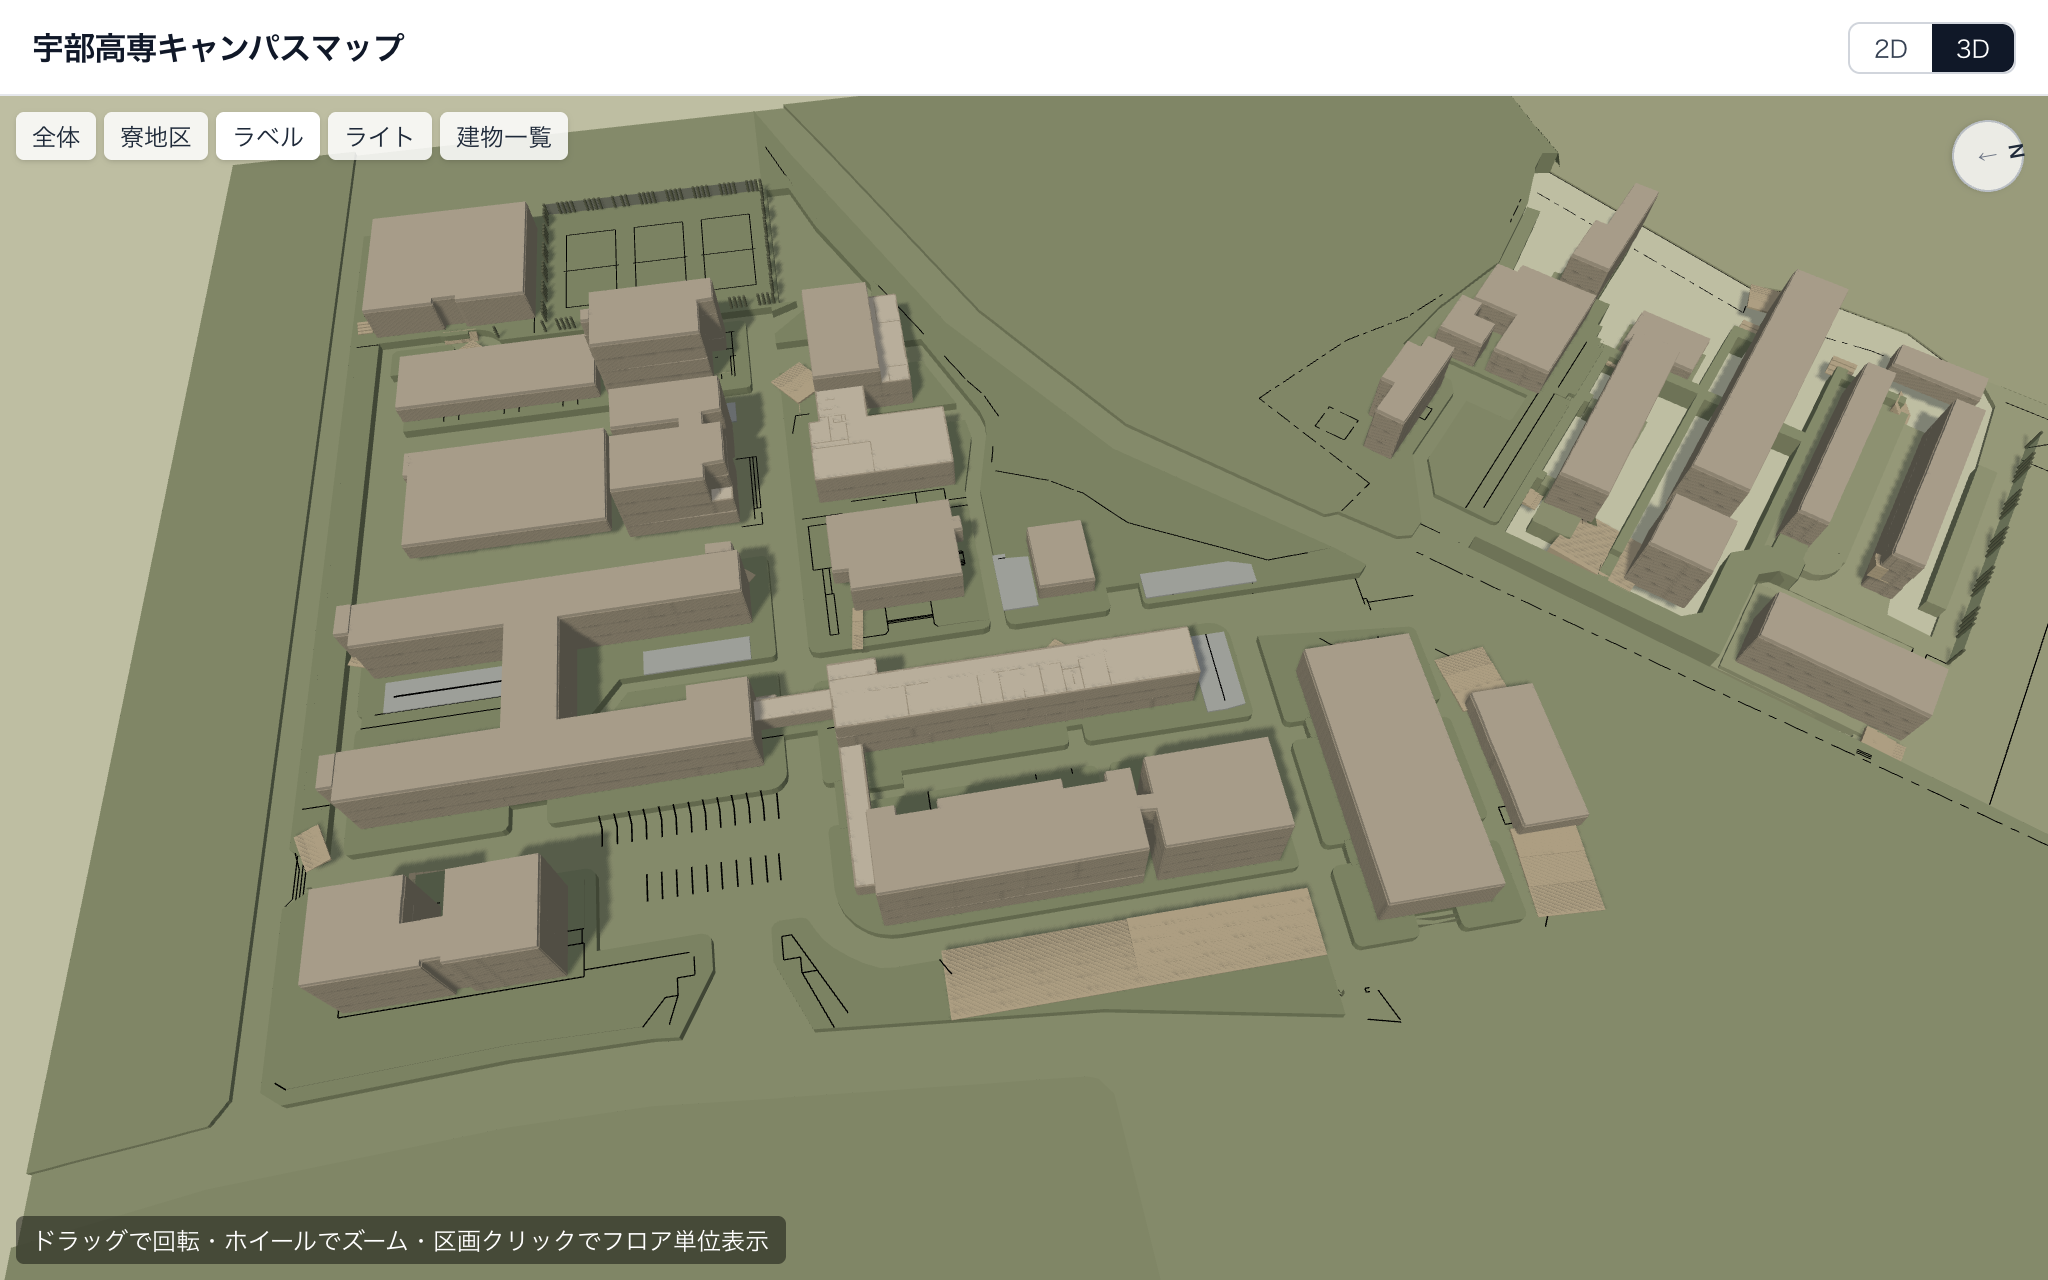 宇部高専キャンパスマップ
2D 3D
全体 寮地区 ラベル ライト 建物一覧
← N
ドラッグで回転・ホイールでズーム・区画クリックでフロア単位表示